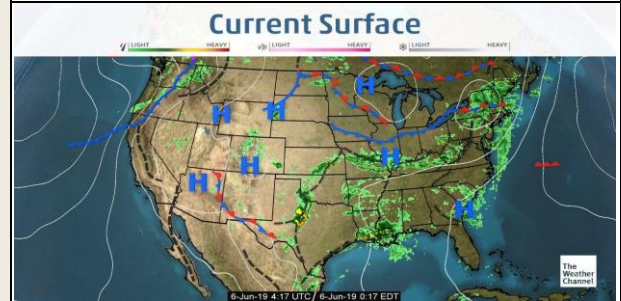 Current Surface
LIGHT HEAVY LIGHT HEAVY LIGHT HEAVY
H
H
H
H
H
H
H
The
Weather
Channel
6-Jun-19 4:17 UTC / 6-Jun-19 0:17 EDT